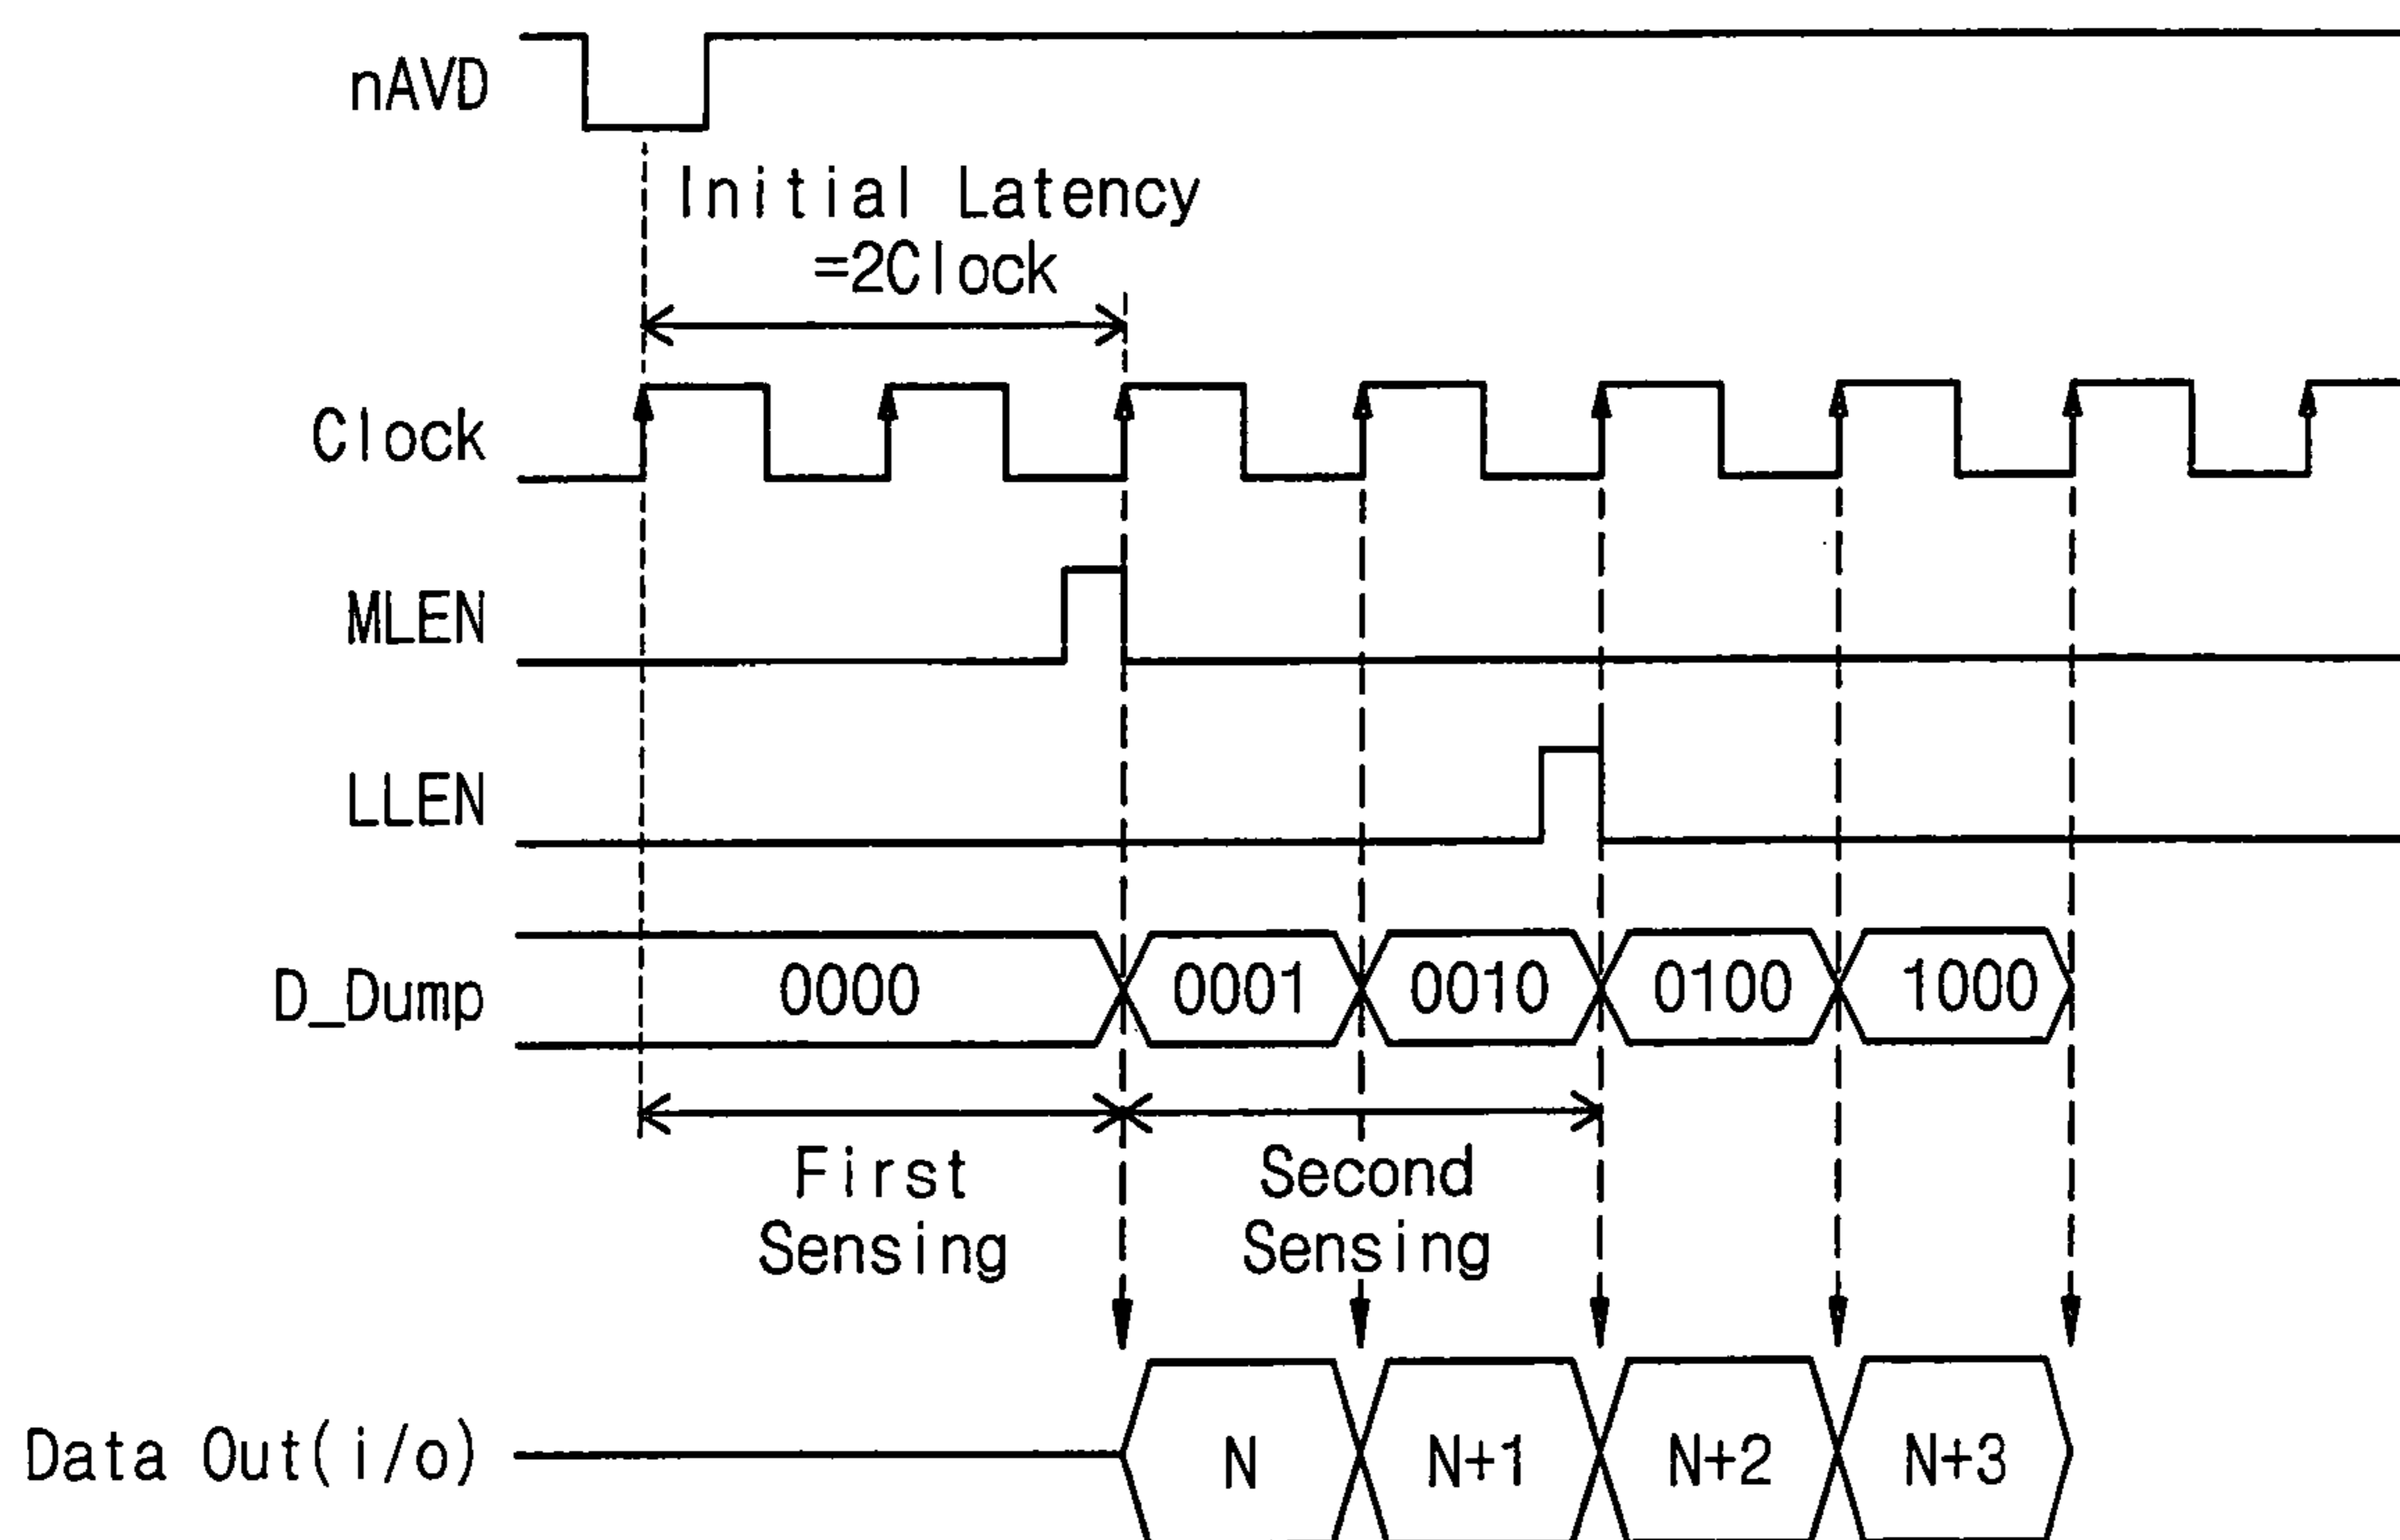 nAVD
Initial Latency
=2Clock
Clock
MLEN
LLEN
D_Dump 0000 0001 0010 0100 1000
First Second
Sensing Sensing
Data Out(i/o) N N+1 N+2 N+3